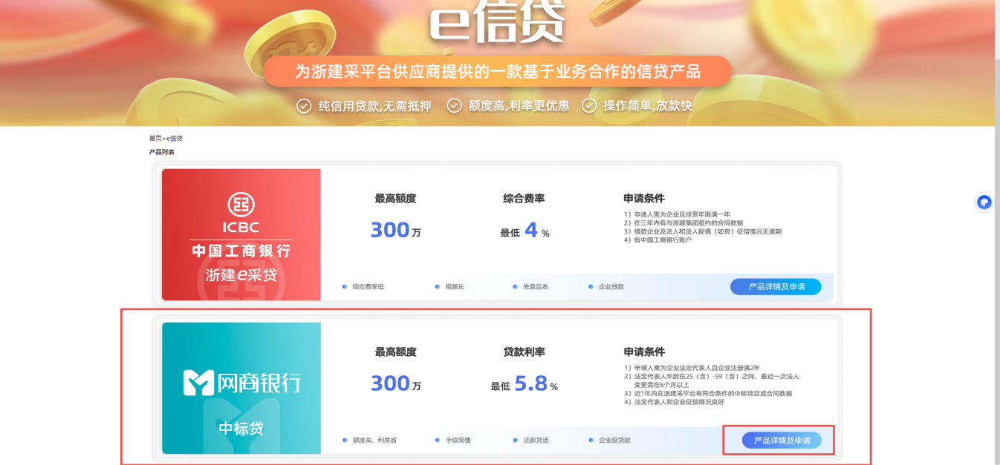 e信贷
为浙建采平台供应商提供的一款基于业务合作的信贷产品
纯信用贷款,无需抵押 额度高,利率更优惠 操作简单,放款快
首页>e信贷
产品列表
ICBC
中国工商银行
浙建e采贷
最高额度
300万
综合费率
最低 4 %
申请条件
1）申请人需为企业且经营年限满一年
2）在三年内有与浙建集团签约的合同数据
3）借款企业及法人和法人配偶（如有）征信情况无逾期
4）有中国工商银行账户
综合费率低 期限长 先息后本 企业贷款 产品详情及申请
网商银行
中标贷
最高额度
300万
贷款利率
最低 5.8 %
申请条件
1）申请人需为企业法定代表人且企业注册满2年
2）法定代表人年龄在25（含）-59（含）之间，最近一次法人
变更需在6个月以上
3）近1年内在浙建采平台有符合条件的中标项目或合同数据
4）法定代表人和企业征信情况良好
额度高、利息省 手续简便 还款灵活 企业级贷款 产品详情及申请